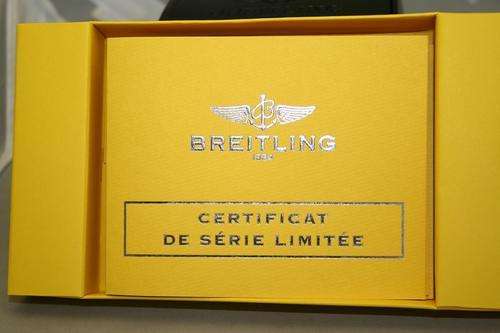 BREITLING
1884
CERTIFICAT
DE SÉRIE LIMITÉE